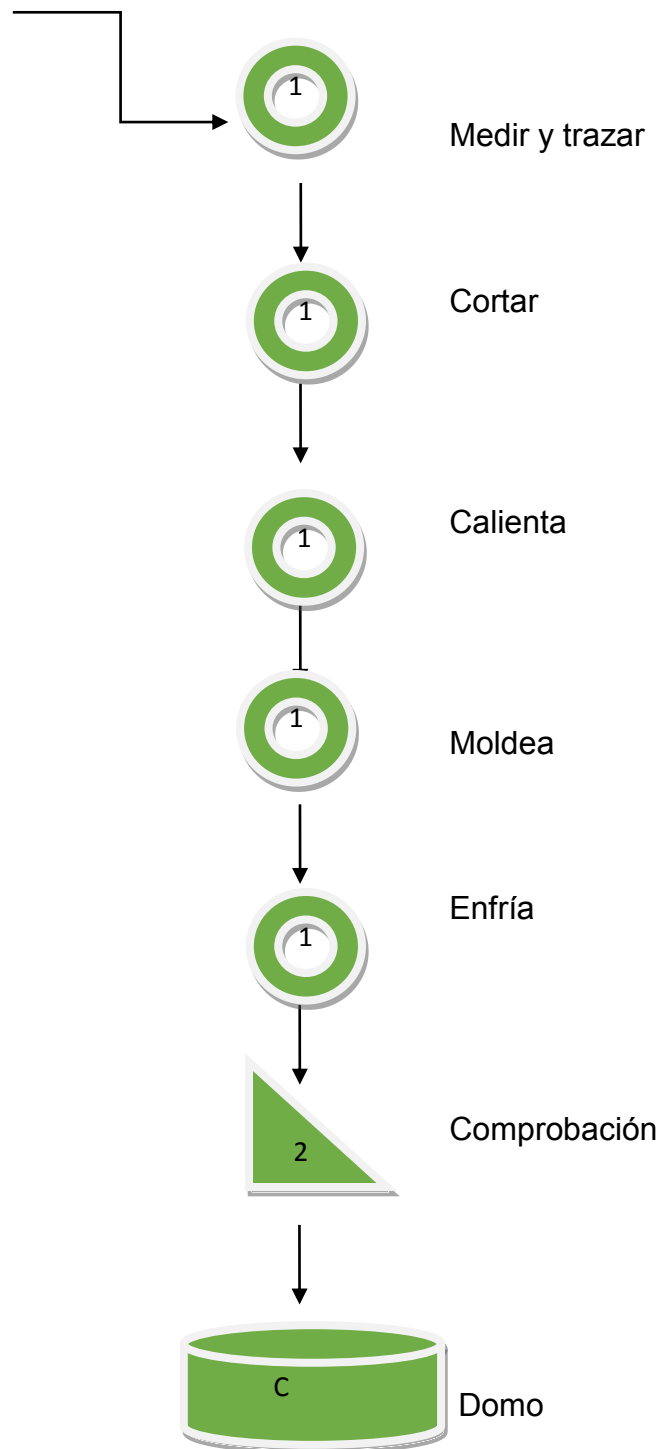 1
Medir y trazar
1
Cortar
1
Calienta
1
Moldea
1
Enfría
2
Comprobación
C
Domo